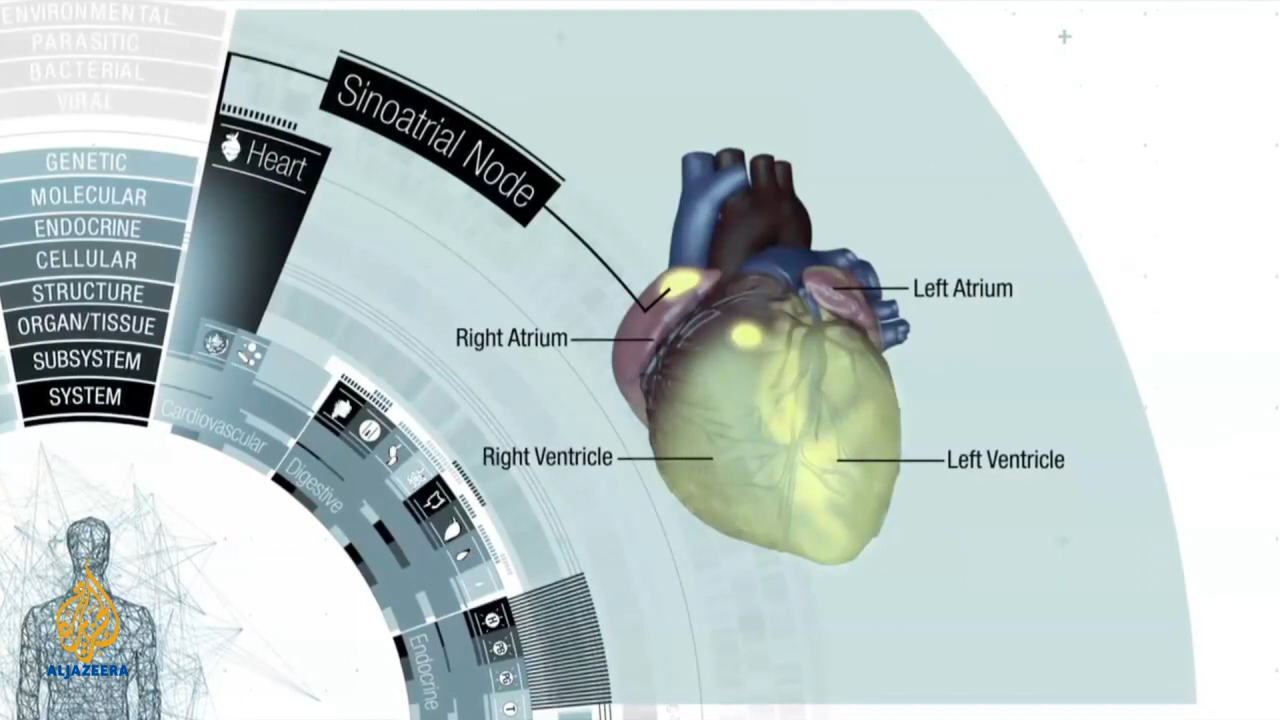 ENVIRONMENTAL
PARASITIC
BACTERIAL
VIRAL
GENETIC
MOLECULAR
ENDOCRINE
CELLULAR
STRUCTURE
ORGAN/TISSUE
SUBSYSTEM
SYSTEM
Heart
Sinoatrial Node
Left Atrium
Right Atrium
Right Ventricle
Left Ventricle
Cardiovascular
Digestive
Endocrine
ALJAZEERA